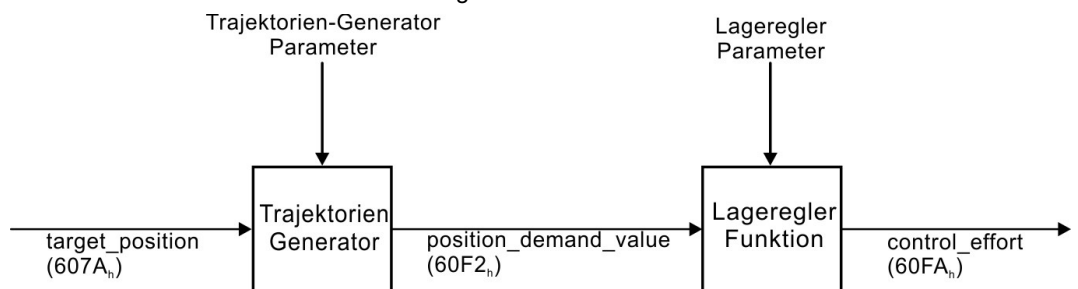 Trajektorien-Generator
Parameter
Lageregler
Parameter
Trajektorien
Generator
Lageregler
Funktion
target_position
(607Ah)
position_demand_value
(60F2h)
control_effort
(60FAh)